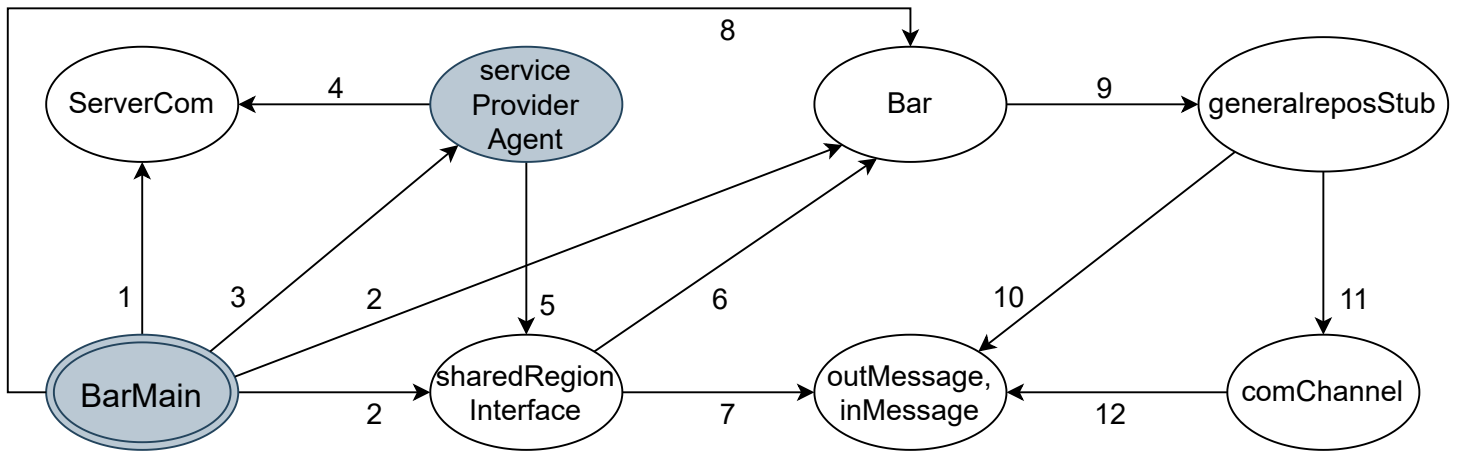 8
ServerCom
4
service
Provider
Agent
Bar
9
generalreposStub
1
3
2
5
6
10
11
BarMain
2
sharedRegion
Interface
7
outMessage,
inMessage
12
comChannel